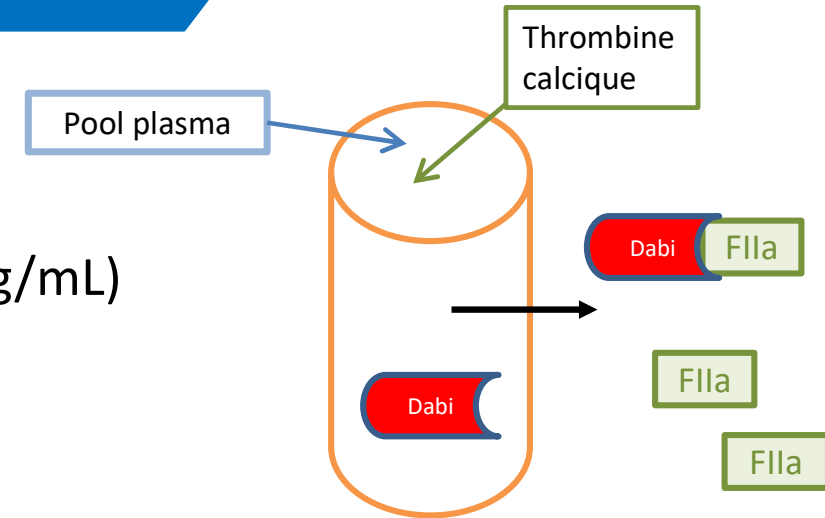 Thrombine
calcique
Pool plasma
g/mL)
Dabi
FIIa
FIIa
Dabi
FIIa